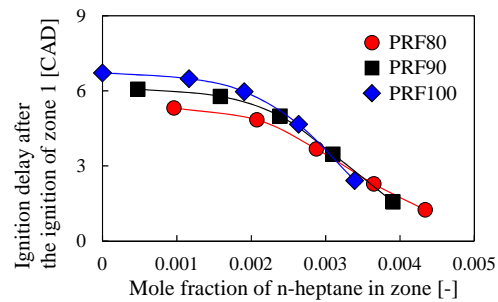 Ignition delay after
the ignition of zone 1 [CAD]
9
6
3
0
PRF80
PRF90
PRF100
0 0.001 0.002 0.003 0.004 0.005
Mole fraction of n-heptane in zone [-]